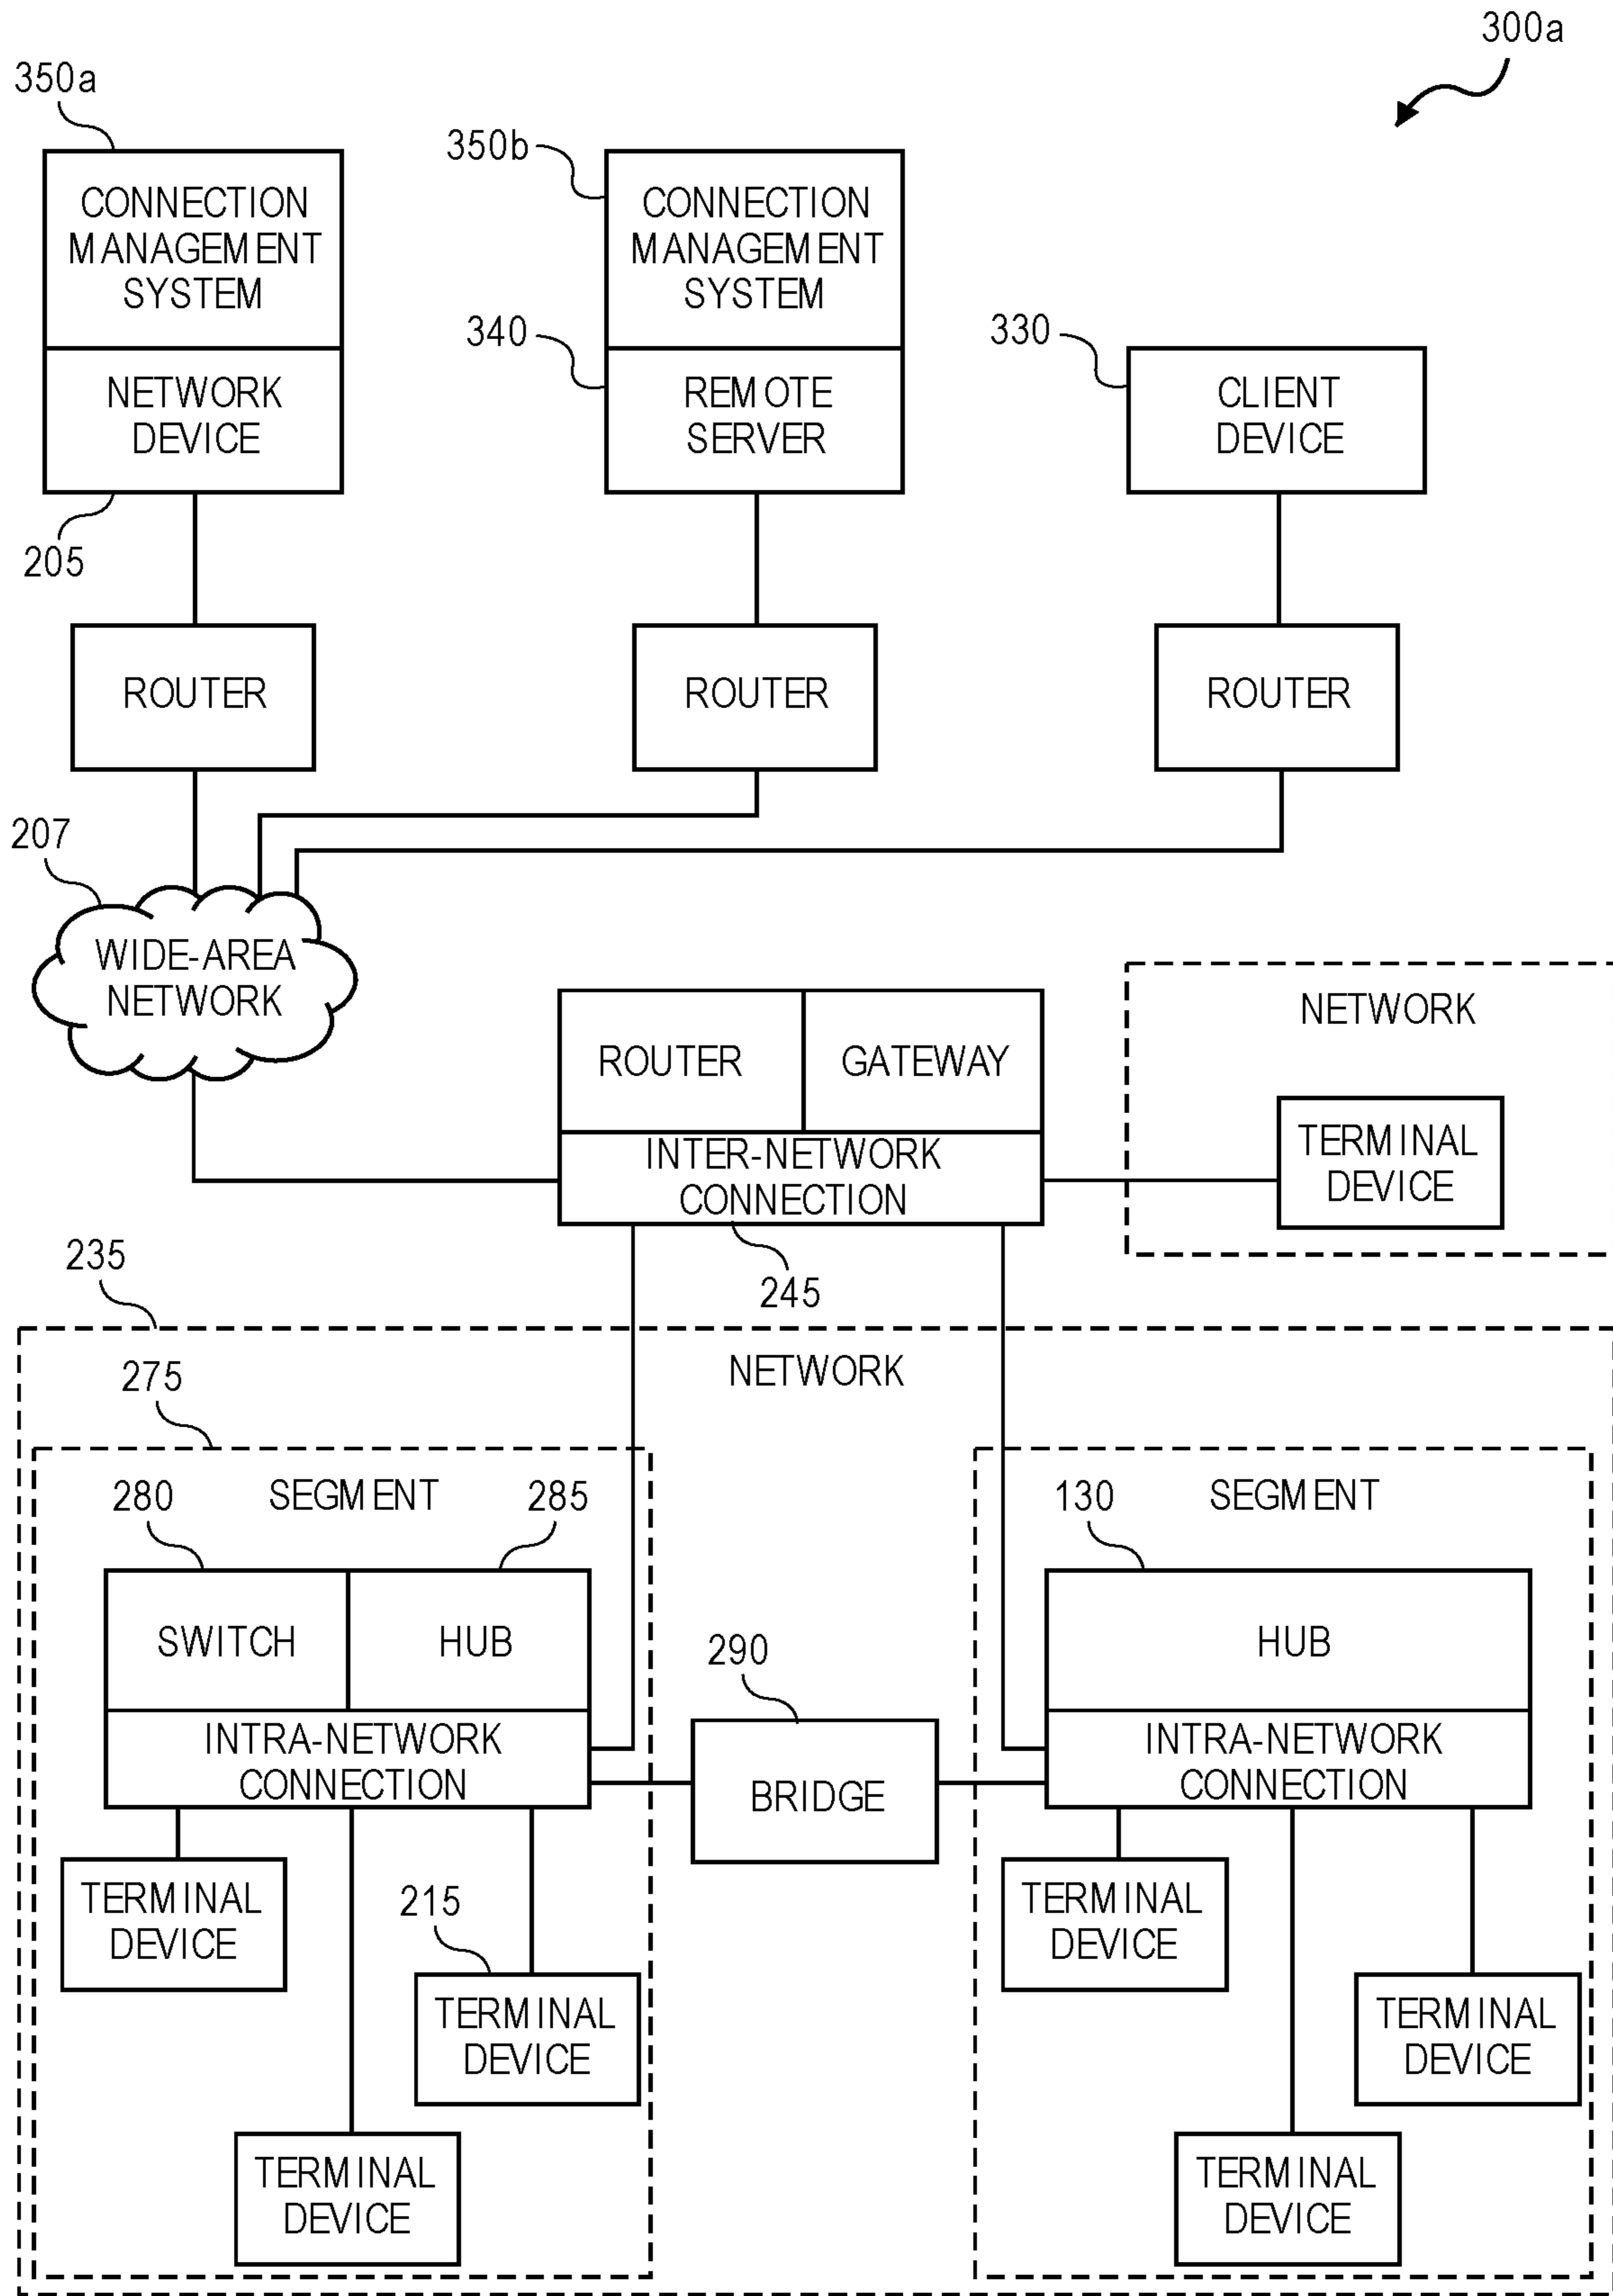 300a
350a
350b
CONNECTION
MANAGEMENT
SYSTEM
CONNECTION
MANAGEMENT
SYSTEM
340
330
NETWORK
DEVICE
REMOTE
SERVER
CLIENT
DEVICE
205
ROUTER
ROUTER
ROUTER
207
WIDE-AREA
NETWORK
NETWORK
ROUTER
GATEWAY
TERMINAL
DEVICE
INTER-NETWORK
CONNECTION
245
235
NETWORK
275
SEGMENT
SEGMENT
280
285
130
SWITCH
HUB
HUB
290
INTRA-NETWORK
CONNECTION
BRIDGE
INTRA-NETWORK
CONNECTION
TERMINAL
DEVICE
215
TERMINAL
DEVICE
TERMINAL
DEVICE
TERMINAL
DEVICE
TERMINAL
DEVICE
TERMINAL
DEVICE